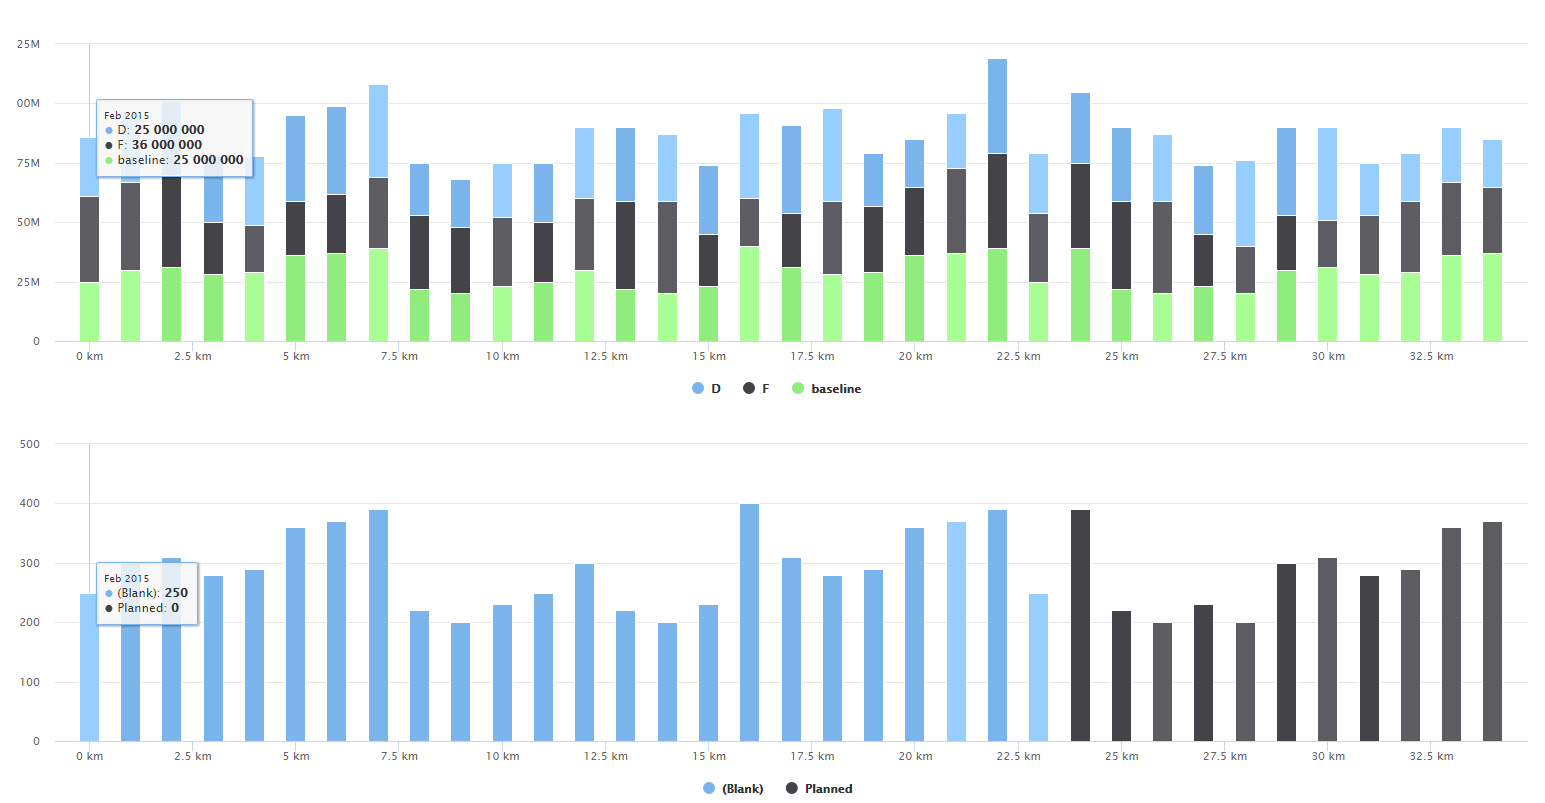 25M
00M
75M
50M
25M
0
Feb 2015
D: 25 000 000
F: 36 000 000
baseline: 25 000 000
0 km 2.5 km 5 km 7.5 km 10 km 12.5 km 15 km 17.5 km 20 km 22.5 km 25 km 27.5 km 30 km 32.5 km
D F baseline
500
400
300
200
100
0
Feb 2015
(Blank): 250
Planned: 0
0 km 2.5 km 5 km 7.5 km 10 km 12.5 km 15 km 17.5 km 20 km 22.5 km 25 km 27.5 km 30 km 32.5 km
(Blank) Planned